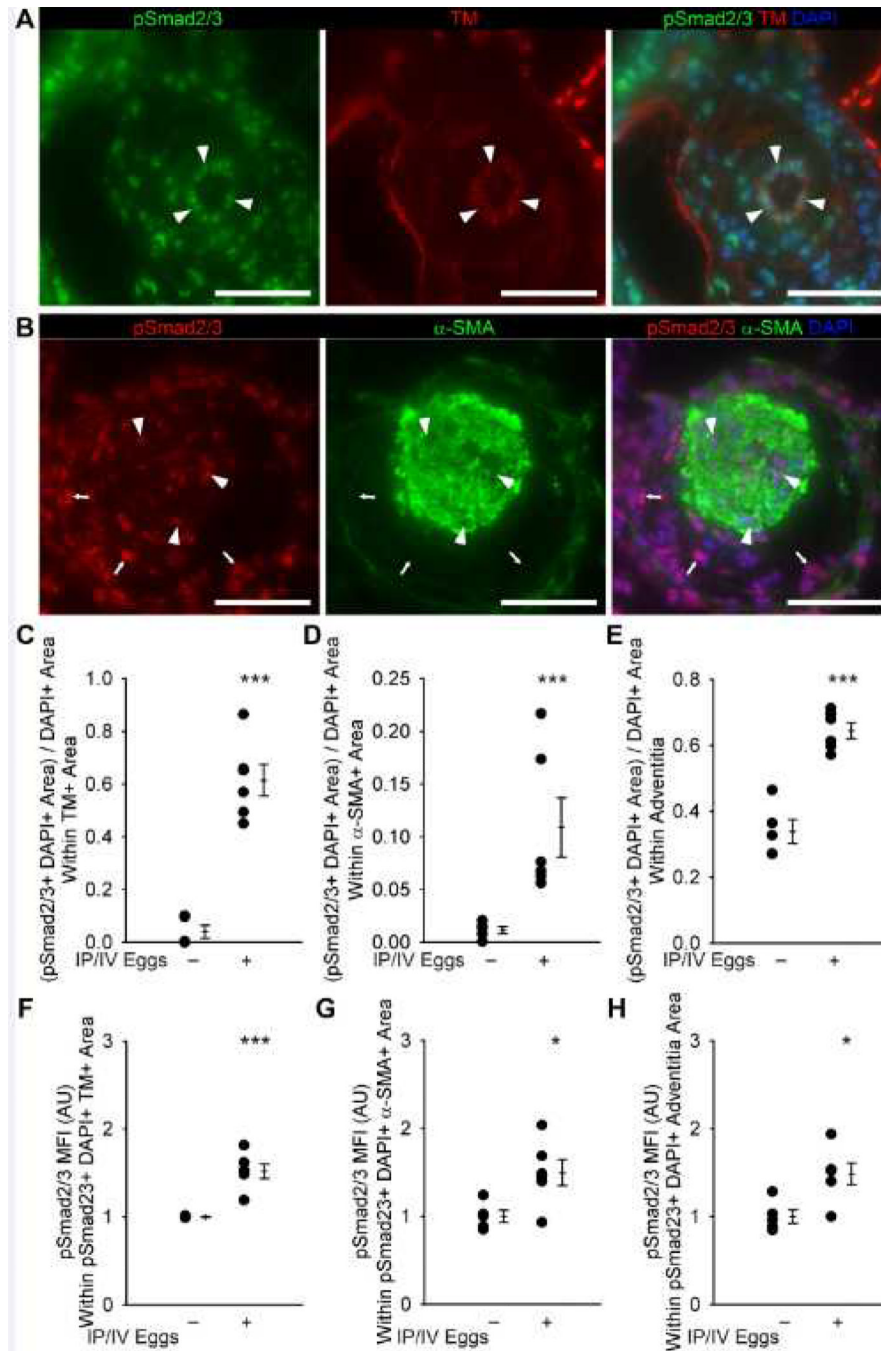 A pSmad2/3 TM pSmad2/3 TM DAPI
B pSmad2/3 α-SMA pSmad2/3 α-SMA DAPI
C D E
(pSmad2/3+ DAPI+ Area) / DAPI+ Area
Within TM+ Area
1.0
0.8
0.6
0.4
0.2
0.0
***
IP/IV Eggs – +
(pSmad2/3+ DAPI+ Area) / DAPI+ Area
Within α-SMA+ Area
0.25
0.20
0.15
0.10
0.05
0.00
***
IP/IV Eggs – +
(pSmad2/3+ DAPI+ Area) / DAPI+ Area
Within Adventitia
0.8
0.6
0.4
0.2
0.0
***
IP/IV Eggs – +
F G H
pSmad2/3 MFI (AU)
Within pSmad23+ DAPI+ TM+ Area
3
2
1
0
***
IP/IV Eggs – +
pSmad2/3 MFI (AU)
Within pSmad23+ DAPI+ α-SMA+ Area
3
2
1
0
*
IP/IV Eggs – +
pSmad2/3 MFI (AU)
Within pSmad23+ DAPI+ Adventitia Area
3
2
1
0
*
IP/IV Eggs – +